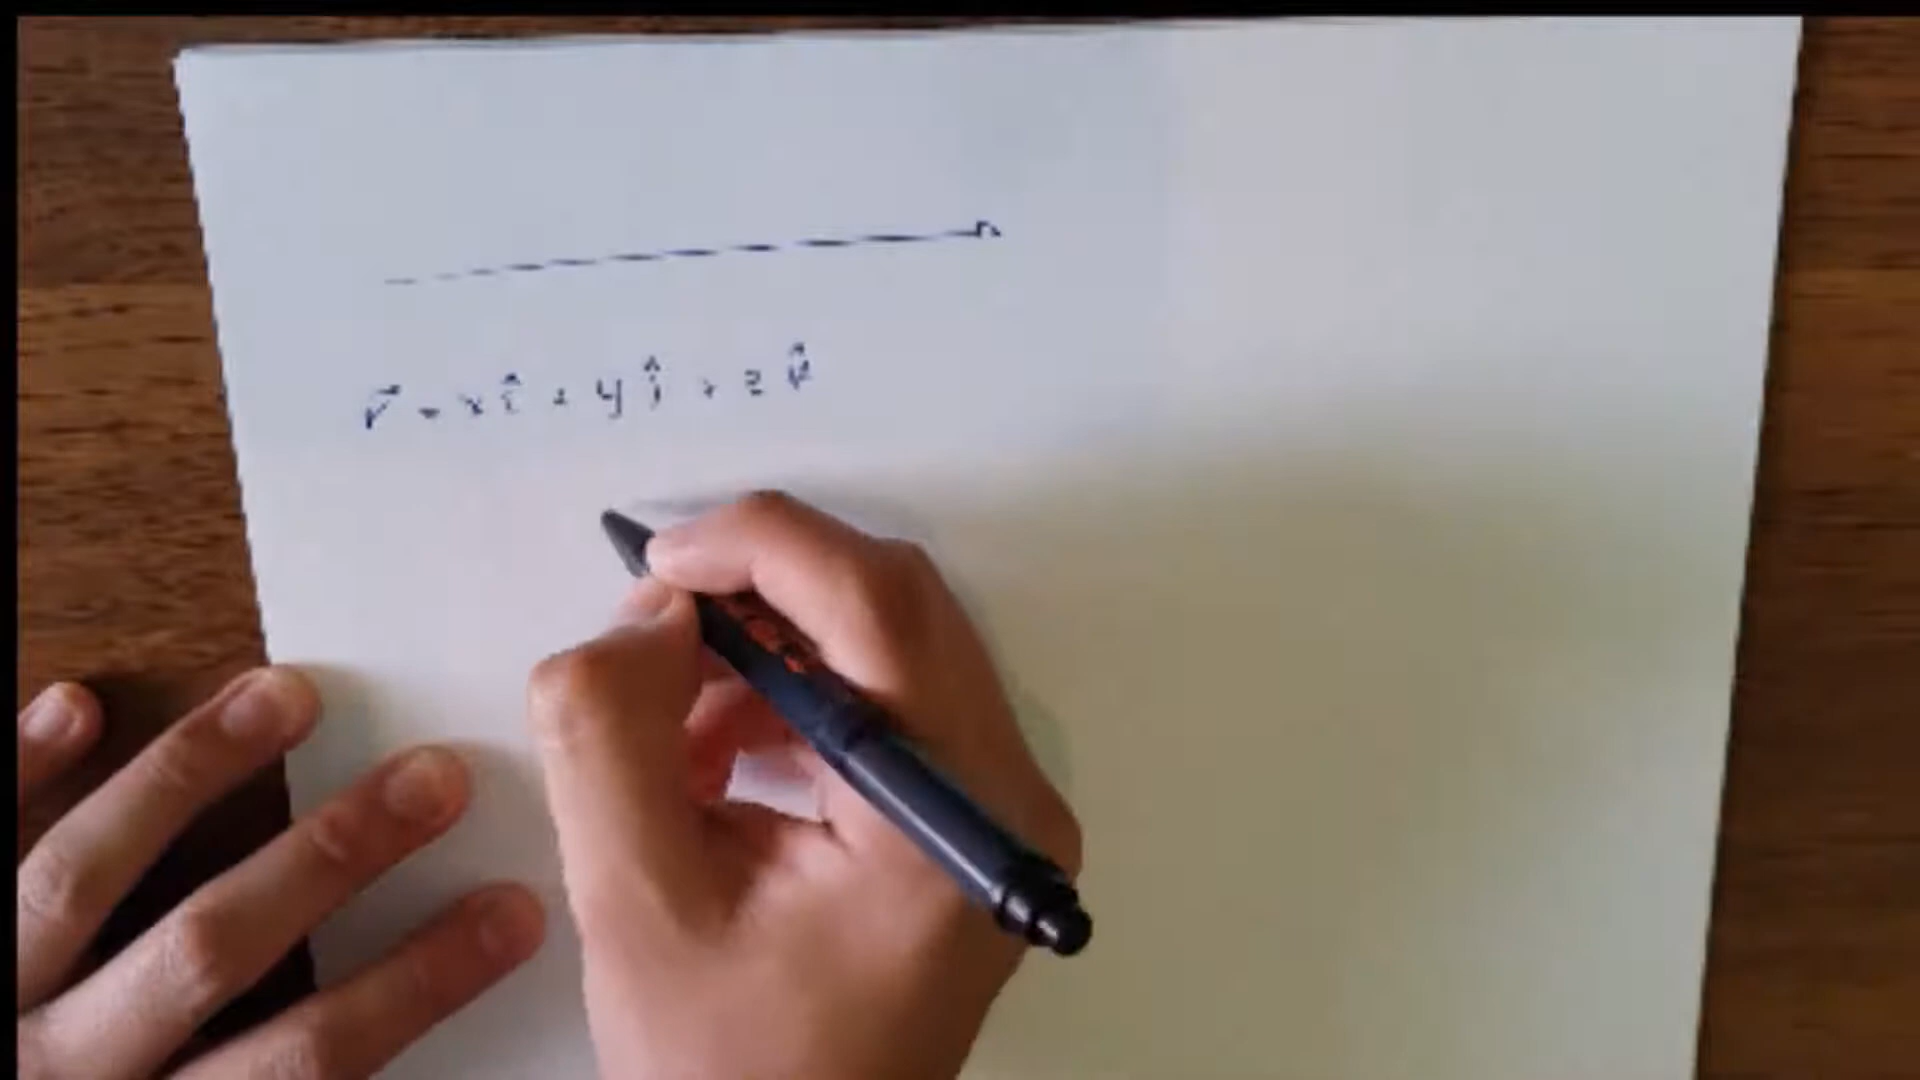 r⃗ = x î + y ĵ + z k̂